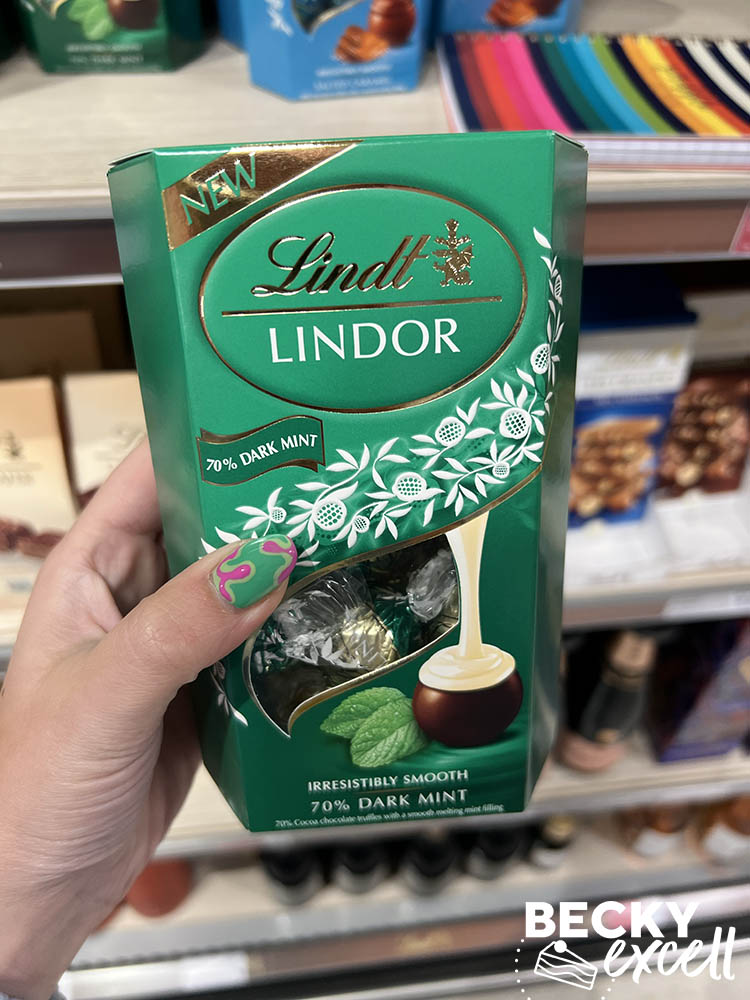 NEW
Lindt
LINDOR
70% DARK MINT
IRRESISTIBLY SMOOTH
70% DARK MINT
70% Cocoa chocolate truffles with a smooth melting mint filling
Lindt
BECKY
excell